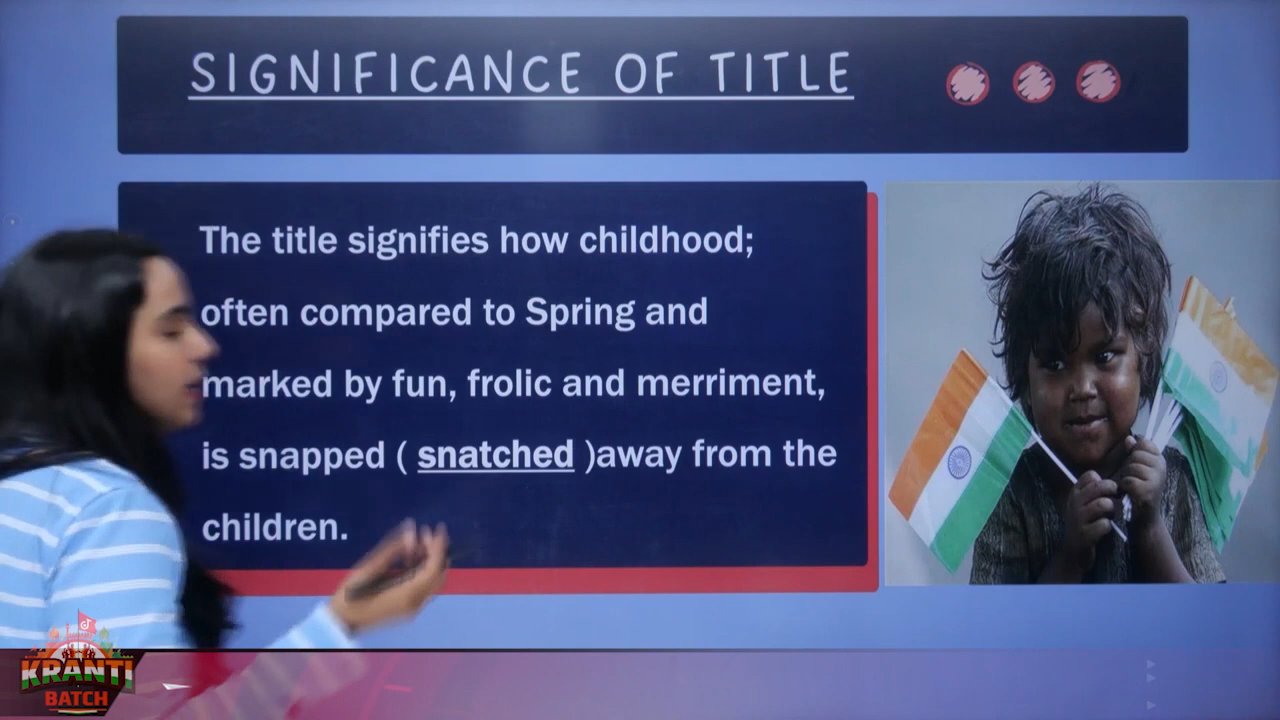 SIGNIFICANCE OF TITLE
The title signifies how childhood;
often compared to Spring and
marked by fun, frolic and merriment,
is snapped ( snatched )away from the
children.
KRANTI
BATCH